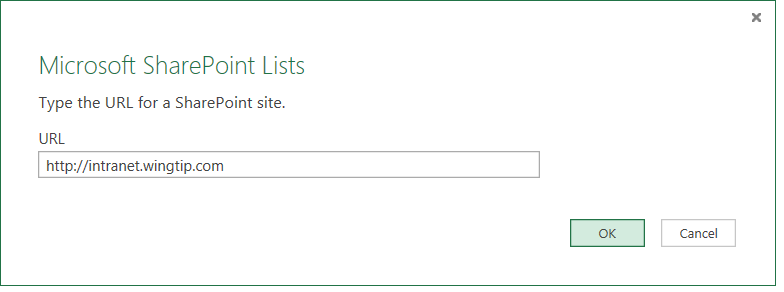 Microsoft SharePoint Lists
Type the URL for a SharePoint site.
URL
http://intranet.wingtip.com
OK
Cancel